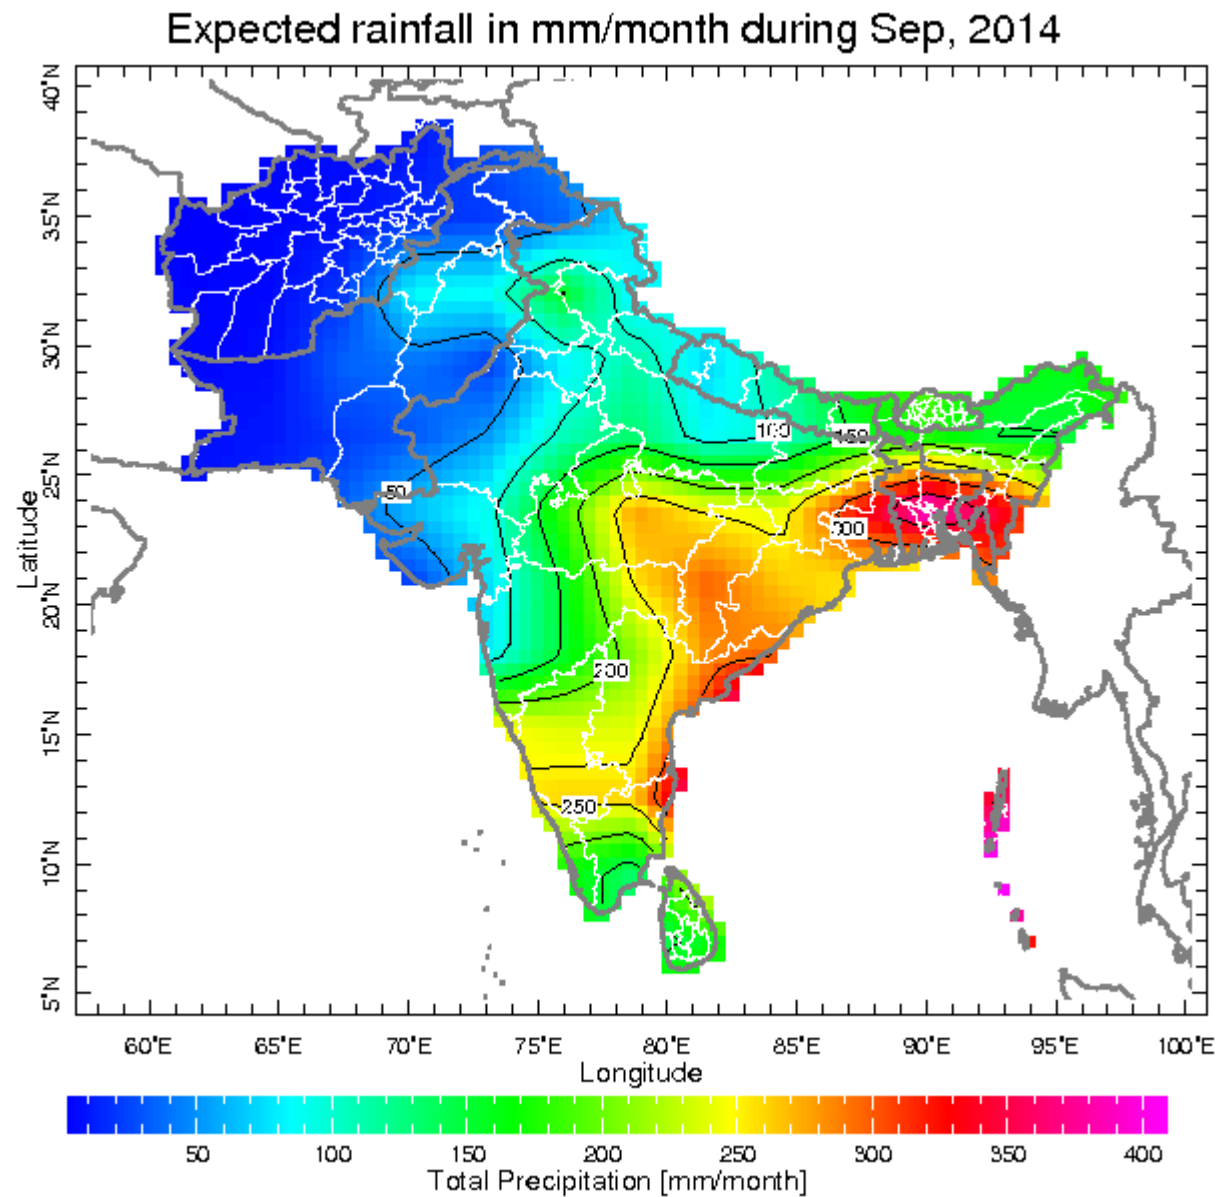 Expected rainfall in mm/month during Sep, 2014
40°N
35°N
30°N
25°N
20°N
15°N
10°N
5°N
Latitude
100
150
50
300
200
250
60°E 65°E 70°E 75°E 80°E 85°E 90°E 95°E 100°E
Longitude
50 100 150 200 250 300 350 400
Total Precipitation [mm/month]